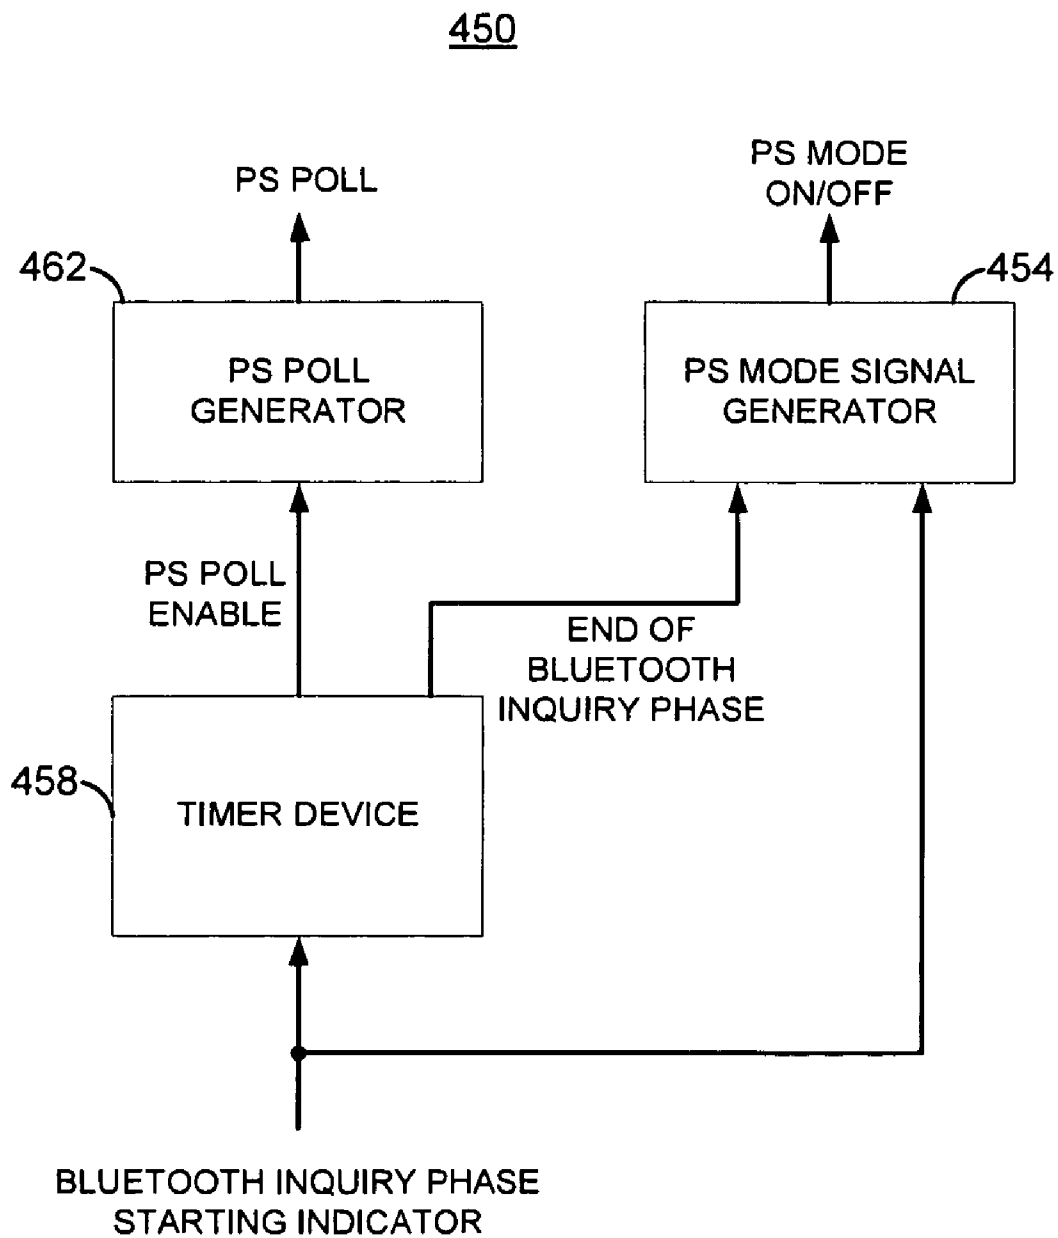 450
PS POLL
PS MODE
ON/OFF
462
454
PS POLL
GENERATOR
PS MODE SIGNAL
GENERATOR
PS POLL
ENABLE
END OF
BLUETOOTH
INQUIRY PHASE
458
TIMER DEVICE
BLUETOOTH INQUIRY PHASE
STARTING INDICATOR